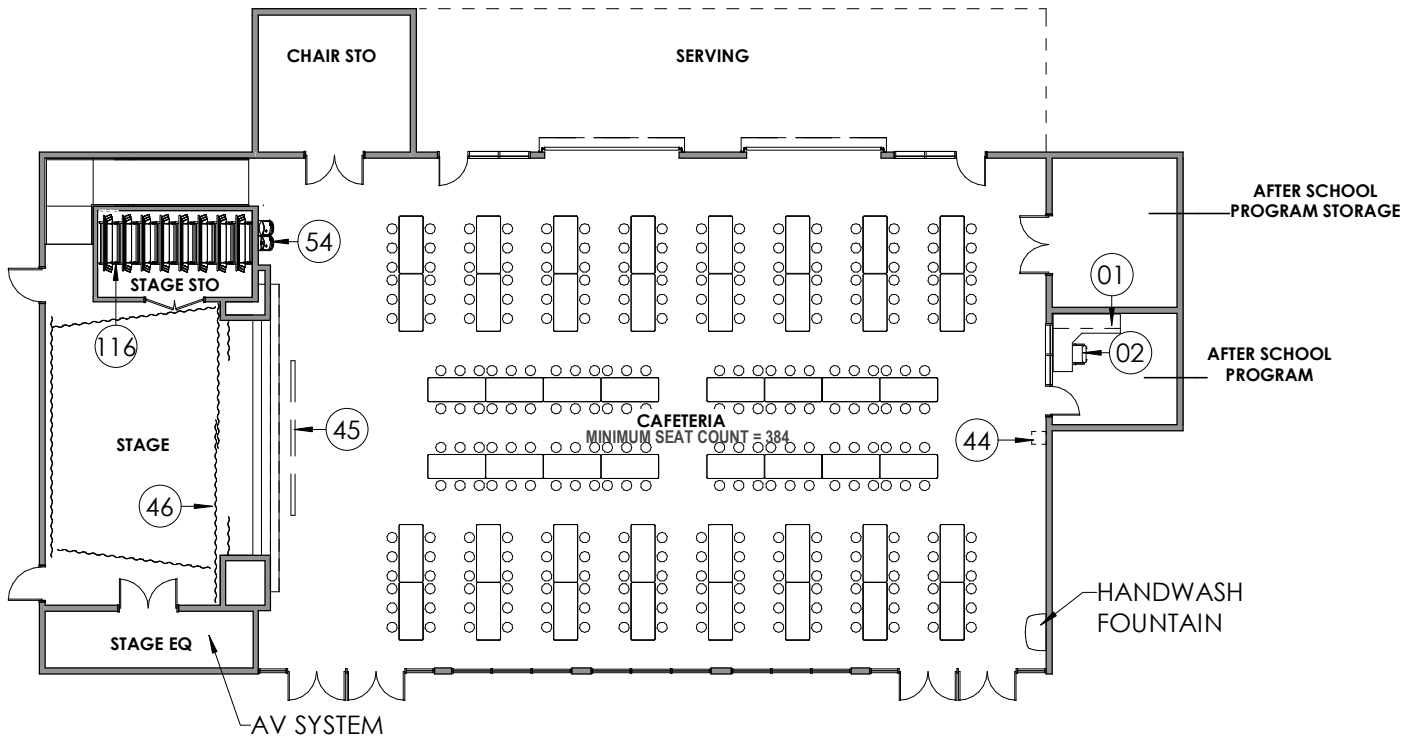 CHAIR STO
SERVING
AFTER SCHOOL
PROGRAM STORAGE
54
STAGE STO
01
116
02
AFTER SCHOOL
PROGRAM
CAFETERIA
MINIMUM SEAT COUNT = 384
45
44
STAGE
46
HANDWASH
FOUNTAIN
STAGE EQ
AV SYSTEM